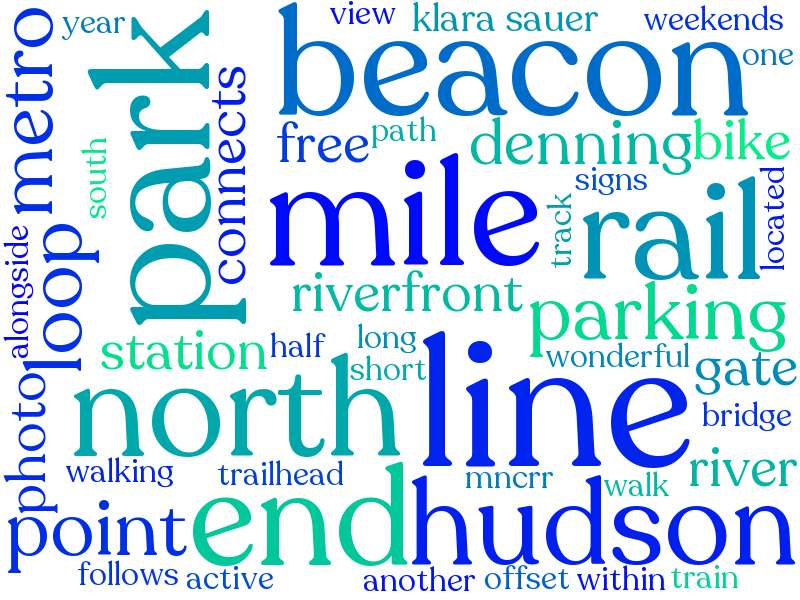 year
view
klara sauer
weekends
one
metro
park
beacon
connects
free
path
denning
bike
south
mile
signs
rail
track
located
alongside
loop
riverfront
parking
station
half
long
short
wonderful
gate
photo
north
line
bridge
walking
trailhead
mncrr
walk
river
point
end
hudson
follows
active
another
offset
within
train